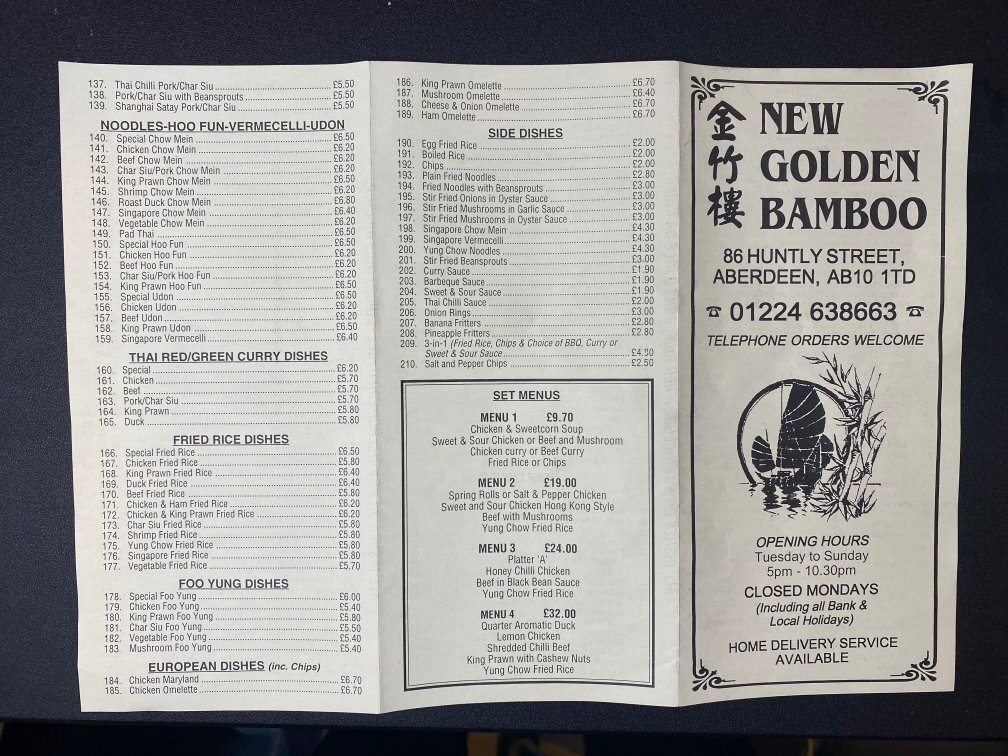 137. Thai Chilli Pork/Char Siu £5.50
138. Pork/Char Siu with Beansprouts £5.50
139. Shanghai Satay Pork/Char Siu £5.50
NOODLES-HOO FUN-VERMECELLI-UDON
140. Special Chow Mein £6.50
141. Chicken Chow Mein £6.20
142. Beef Chow Mein £6.20
143. Char Siu/Pork Chow Mein £6.20
144. King Prawn Chow Mein £6.50
145. Shrimp Chow Mein £6.20
146. Roast Duck Chow Mein £6.80
147. Singapore Chow Mein £6.40
148. Vegetable Chow Mein £6.20
149. Pad Thai £6.50
150. Special Hoo Fun £6.50
151. Chicken Hoo Fun £6.20
152. Beef Hoo Fun £6.20
153. Char Siu/Pork Hoo Fun £6.20
154. King Prawn Hoo Fun £6.50
155. Special Udon £6.50
156. Chicken Udon £6.20
157. Beef Udon £6.20
158. King Prawn Udon £6.50
159. Singapore Vermecelli £6.40
THAI RED/GREEN CURRY DISHES
160. Special £6.20
161. Chicken £5.70
162. Beef £5.70
163. Pork/Char Siu £5.70
164. King Prawn £5.80
165. Duck £5.80
FRIED RICE DISHES
166. Special Fried Rice £6.50
167. Chicken Fried Rice £5.80
168. King Prawn Fried Rice £6.40
169. Duck Fried Rice £6.40
170. Beef Fried Rice £5.80
171. Chicken & Ham Fried Rice £6.20
172. Chicken & King Prawn Fried Rice £6.20
173. Char Siu Fried Rice £5.80
174. Shrimp Fried Rice £5.80
175. Yung Chow Fried Rice £5.80
176. Singapore Fried Rice £5.80
177. Vegetable Fried Rice £5.70
FOO YUNG DISHES
178. Special Foo Yung £6.00
179. Chicken Foo Yung £5.40
180. King Prawn Foo Yung £5.80
181. Char Siu Foo Yung £5.50
182. Vegetable Foo Yung £5.40
183. Mushroom Foo Yung £5.40
EUROPEAN DISHES (inc. Chips)
184. Chicken Maryland £6.70
185. Chicken Omelette £6.70
186. King Prawn Omelette £6.70
187. Mushroom Omelette £6.40
188. Cheese & Onion Omelette £6.70
189. Ham Omelette £6.70
SIDE DISHES
190. Egg Fried Rice £2.00
191. Boiled Rice £2.00
192. Chips £2.00
193. Plain Fried Noodles £2.80
194. Fried Noodles with Beansprouts £3.00
195. Stir Fried Onions in Oyster Sauce £3.00
196. Stir Fried Mushrooms in Garlic Sauce £3.00
197. Stir Fried Mushrooms in Oyster Sauce £3.00
198. Singapore Chow Mein £4.30
199. Singapore Vermecelli £4.30
200. Yung Chow Noodles £4.30
201. Stir Fried Beansprouts £3.00
202. Curry Sauce £1.90
203. Barbeque Sauce £1.90
204. Sweet & Sour Sauce £1.90
205. Thai Chilli Sauce £2.00
206. Onion Rings £3.00
207. Banana Fritters £2.80
208. Pineapple Fritters £2.80
209. 3-in-1 (Fried Rice, Chips & Choice of BBQ, Curry or
Sweet & Sour Sauce £4.30
210. Salt and Pepper Chips £2.50
SET MENUS
MENU 1 £9.70
Chicken & Sweetcorn Soup
Sweet & Sour Chicken or Beef and Mushroom
Chicken curry or Beef Curry
Fried Rice or Chips
MENU 2 £19.00
Spring Rolls or Salt & Pepper Chicken
Sweet and Sour Chicken Hong Kong Style
Beef with Mushrooms
Yung Chow Fried Rice
MENU 3 £24.00
Platter 'A'
Honey Chilli Chicken
Beef in Black Bean Sauce
Yung Chow Fried Rice
MENU 4 £32.00
Quarter Aromatic Duck
Lemon Chicken
Shredded Chilli Beef
King Prawn with Cashew Nuts
Yung Chow Fried Rice
金竹樓
NEW
GOLDEN
BAMBOO
86 HUNTLY STREET,
ABERDEEN, AB10 1TD
☎ 01224 638663 ☎
TELEPHONE ORDERS WELCOME
OPENING HOURS
Tuesday to Sunday
5pm - 10.30pm
CLOSED MONDAYS
(Including all Bank &
Local Holidays)
HOME DELIVERY SERVICE
AVAILABLE